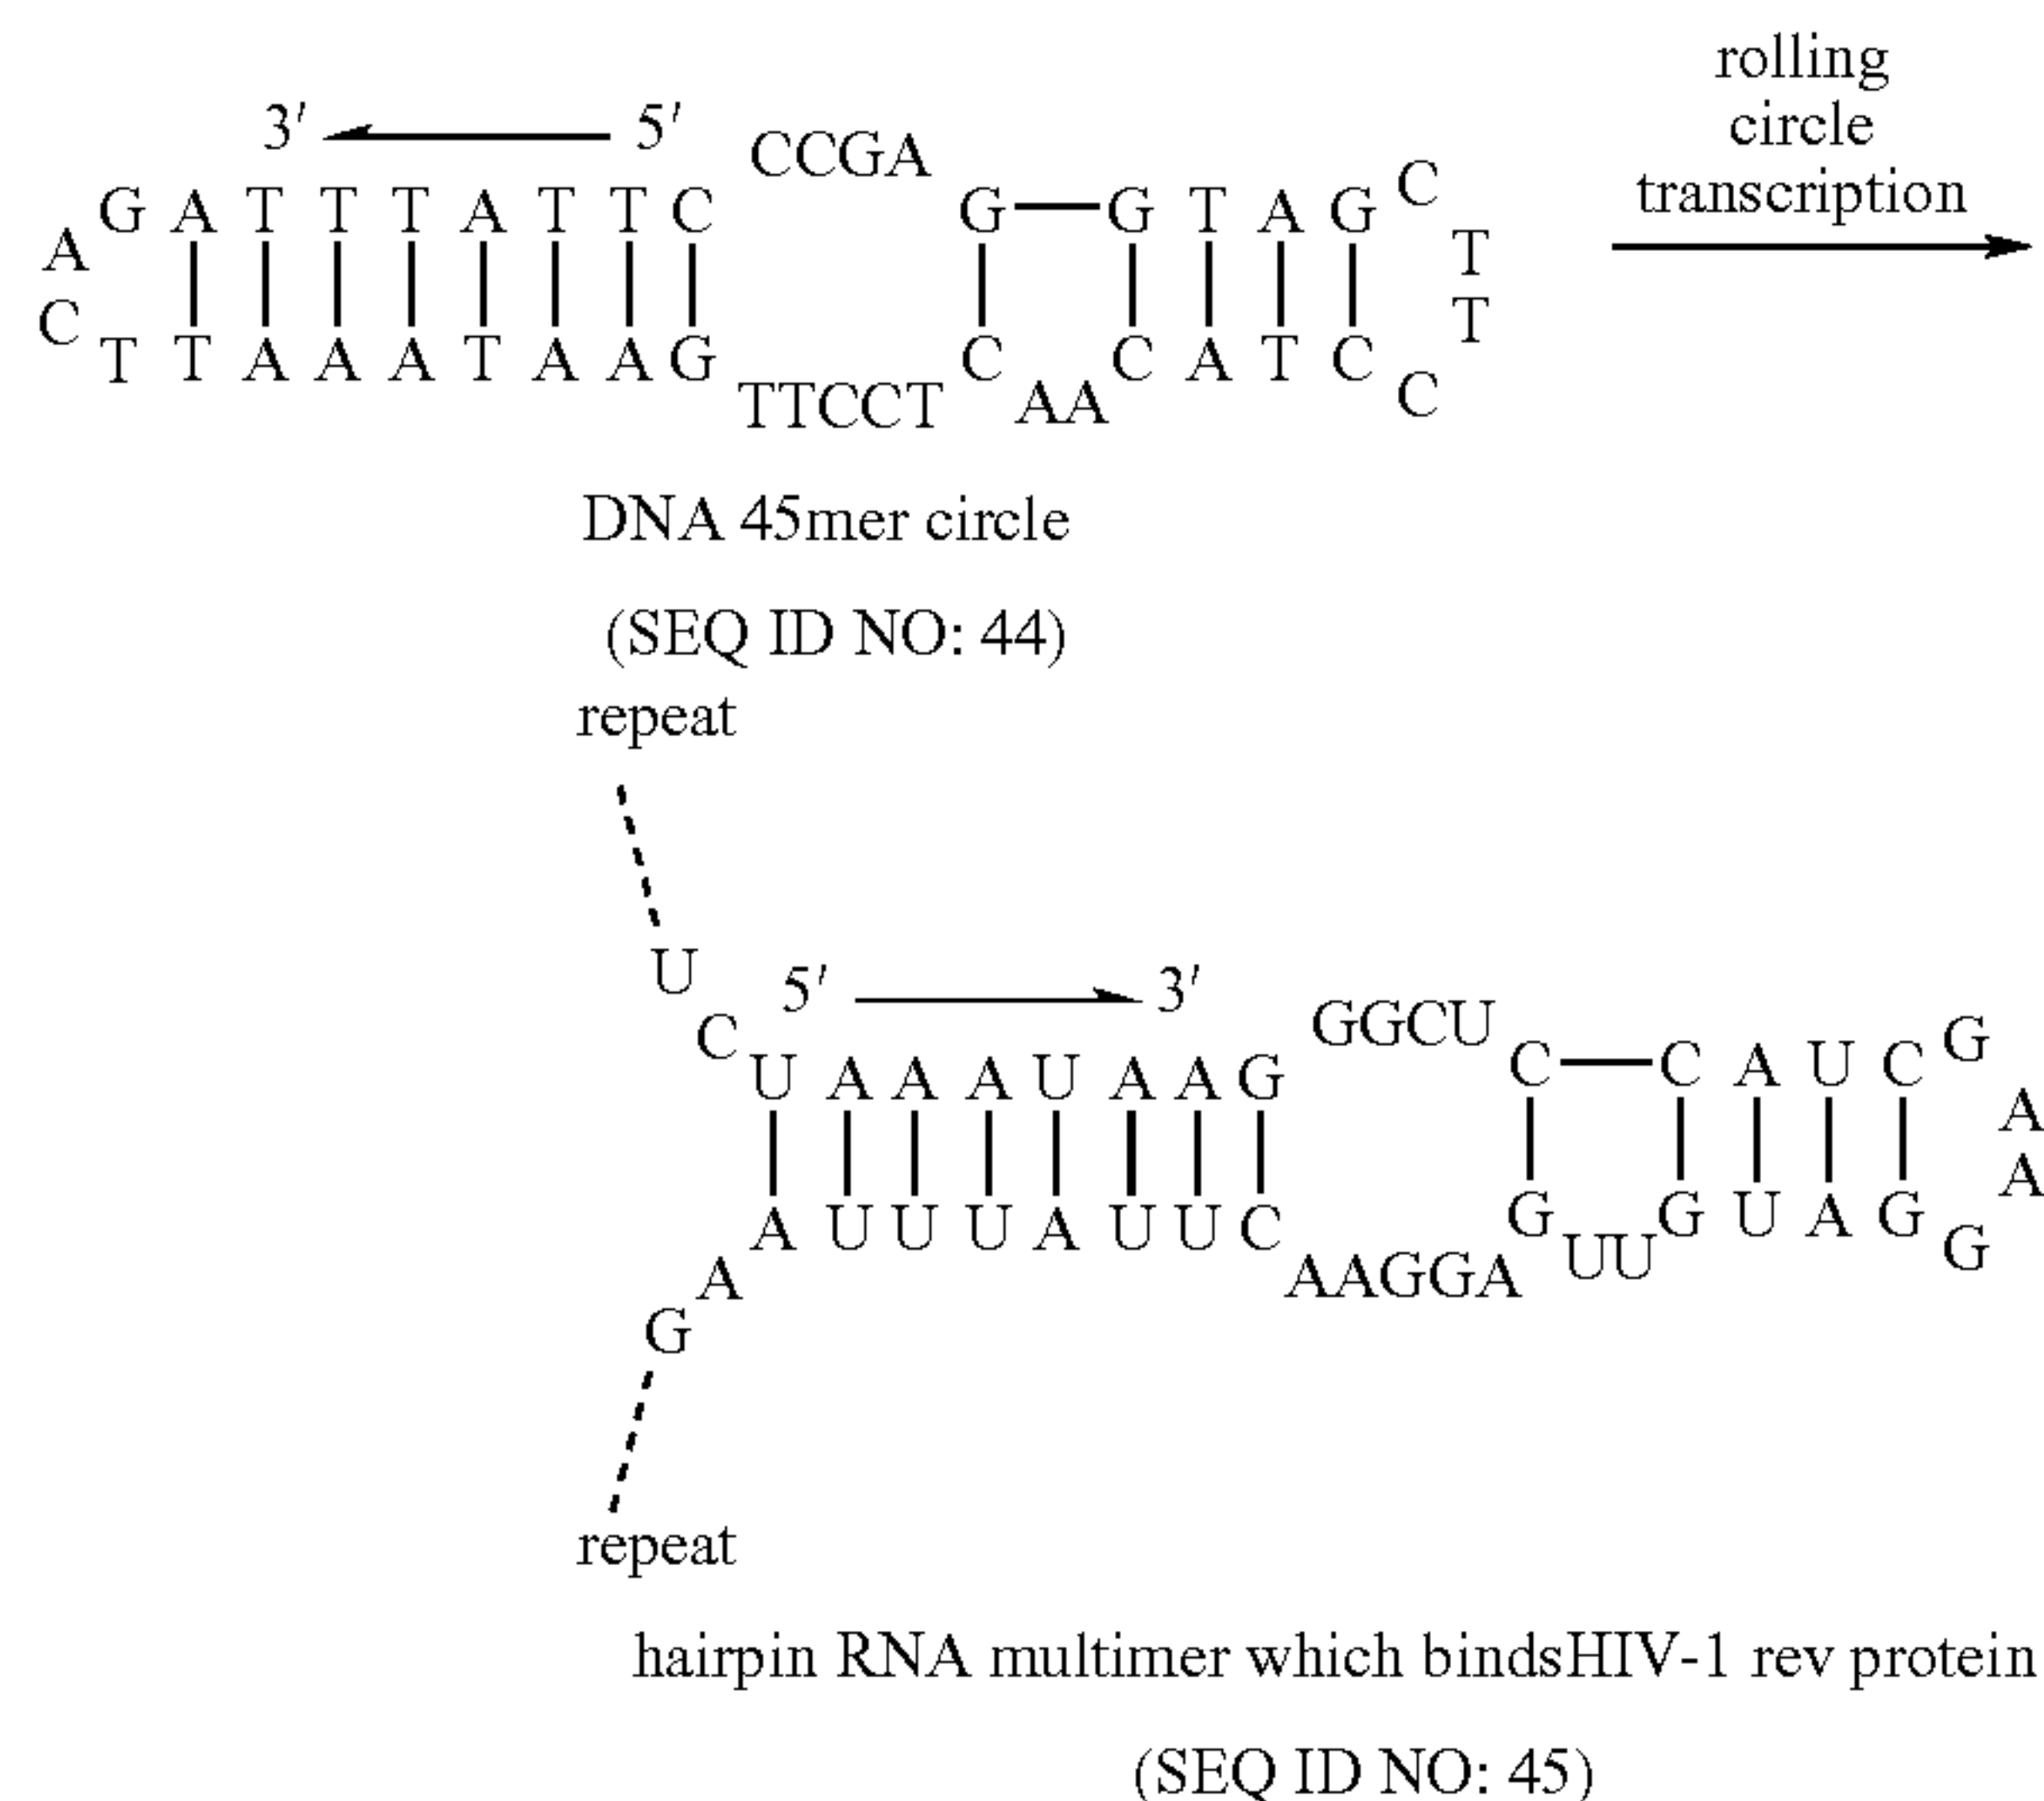 rolling
circle
transcription
3′ 5′ CCGA
G A T T T A T T C G G T A G C
A T
C T
T T A A A T A A G C C A T C C
TTCCT AA
DNA 45mer circle
(SEQ ID NO: 44)
repeat
U 5′ 3′ GGCU
C U A A A U A A G C C A U C G
A
A
A U U U A U U C G G U A G G
A AAGGA UU
G
repeat
hairpin RNA multimer which bindsHIV-1 rev protein
(SEQ ID NO: 45)